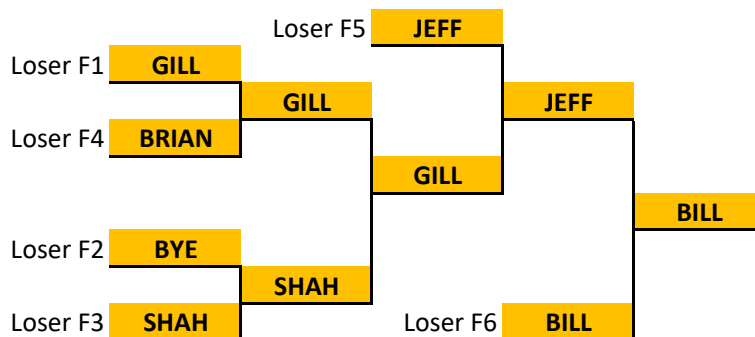 Loser F5 JEFF
Loser F1 GILL
GILL JEFF
Loser F4 BRIAN
GILL
BILL
Loser F2 BYE
SHAH
Loser F3 SHAH Loser F6 BILL